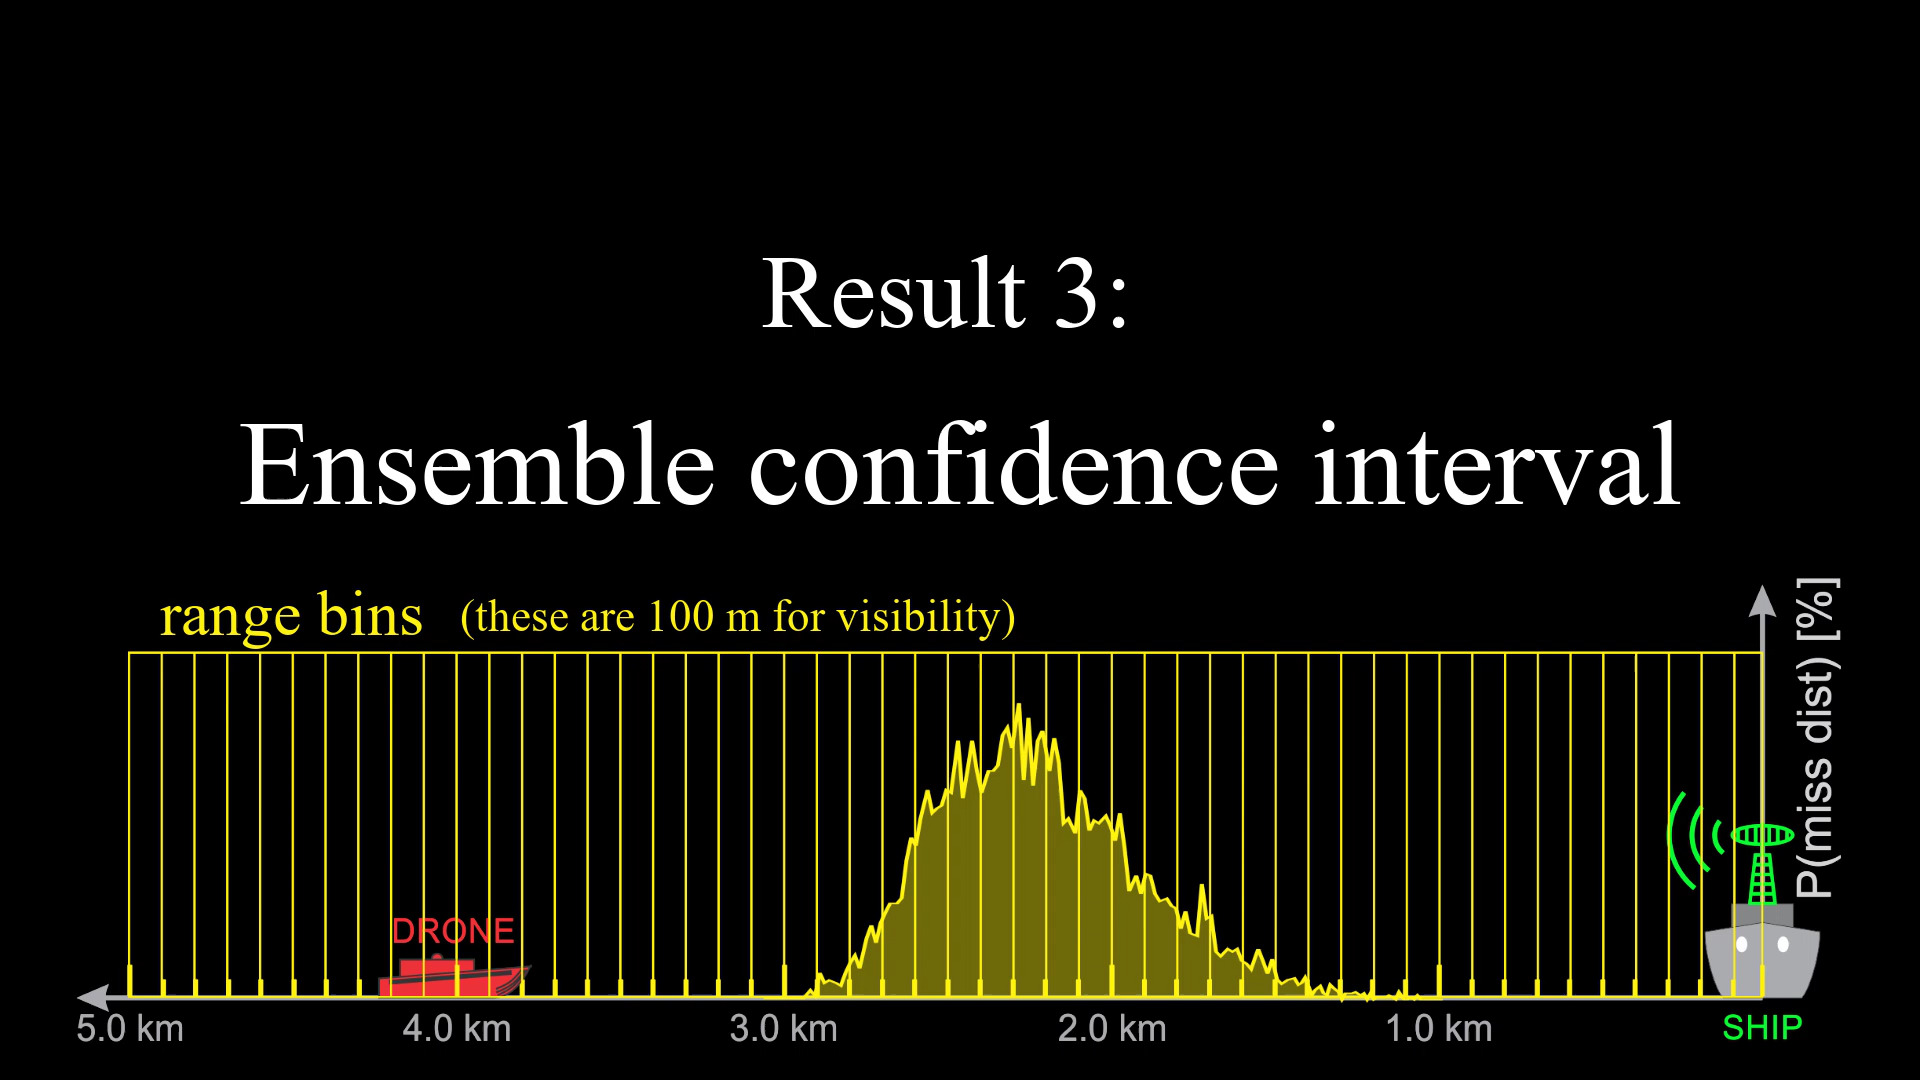 Result 3:
Ensemble confidence interval
range bins (these are 100 m for visibility)
P(miss dist) [%]
DRONE
5.0 km 4.0 km 3.0 km 2.0 km 1.0 km SHIP